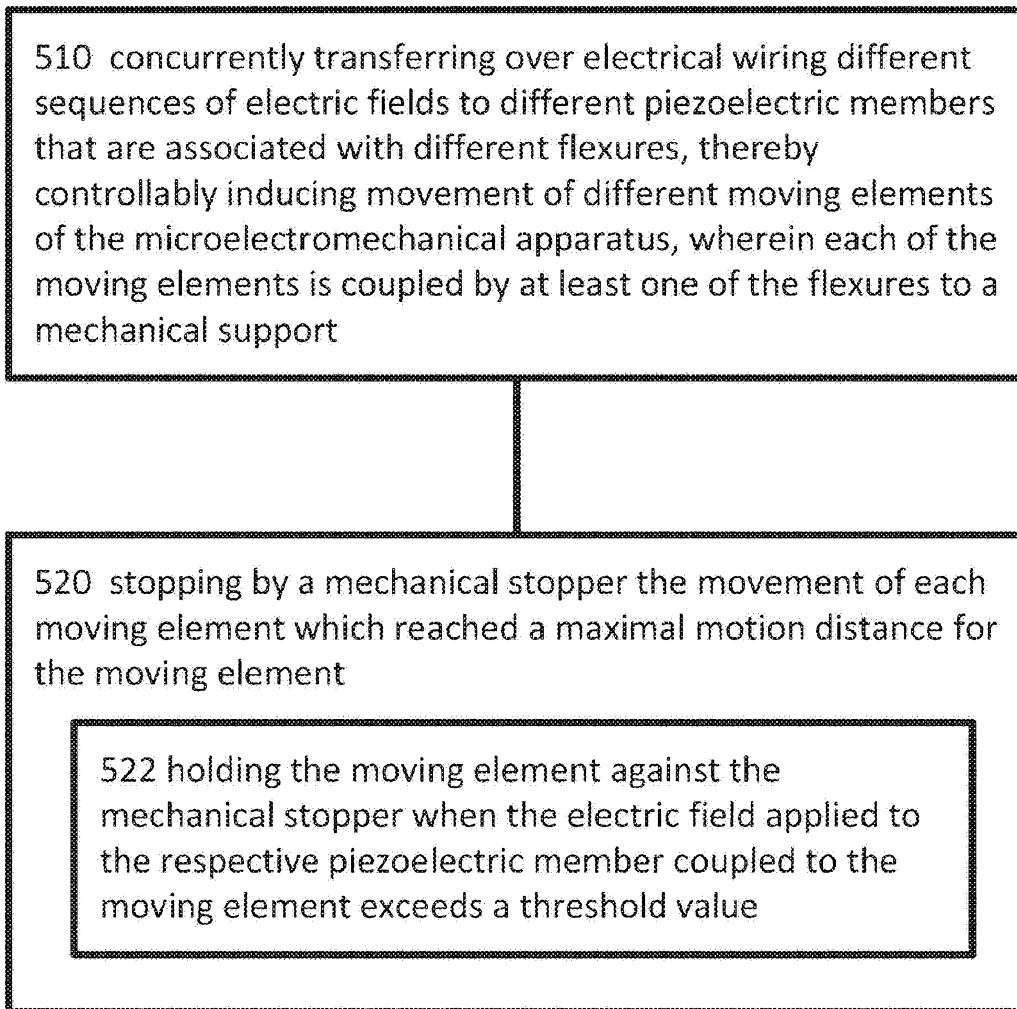 510 concurrently transferring over electrical wiring different
sequences of electric fields to different piezoelectric members
that are associated with different flexures, thereby
controllably inducing movement of different moving elements
of the microelectromechanical apparatus, wherein each of the
moving elements is coupled by at least one of the flexures to a
mechanical support
520 stopping by a mechanical stopper the movement of each
moving element which reached a maximal motion distance for
the moving element
522 holding the moving element against the
mechanical stopper when the electric field applied to
the respective piezoelectric member coupled to the
moving element exceeds a threshold value